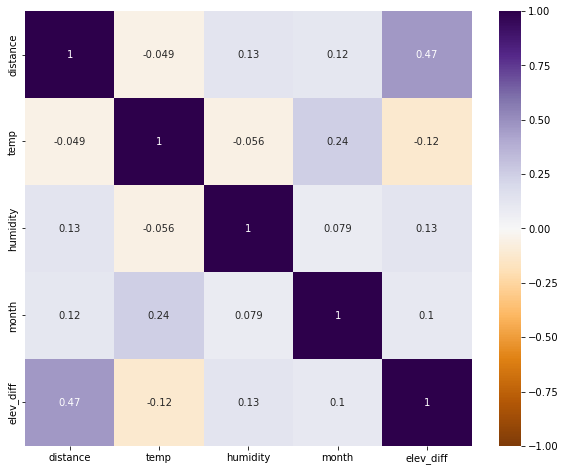 distance 1 -0.049 0.13 0.12 0.47
temp -0.049 1 -0.056 0.24 -0.12
humidity 0.13 -0.056 1 0.079 0.13
month 0.12 0.24 0.079 1 0.1
elev_diff 0.47 -0.12 0.13 0.1 1
distance temp humidity month elev_diff
1.00
0.75
0.50
0.25
0.00
-0.25
-0.50
-0.75
-1.00